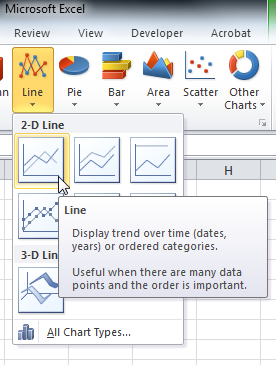 Microsoft Excel
View Developer Acrobat
Line Pie Bar Area Scatter Other Charts
2-D Line
Line
Display trend over time (dates, years) or ordered categories.
Useful when there are many data points and the order is important.
H
3-D Line
All Chart Types...